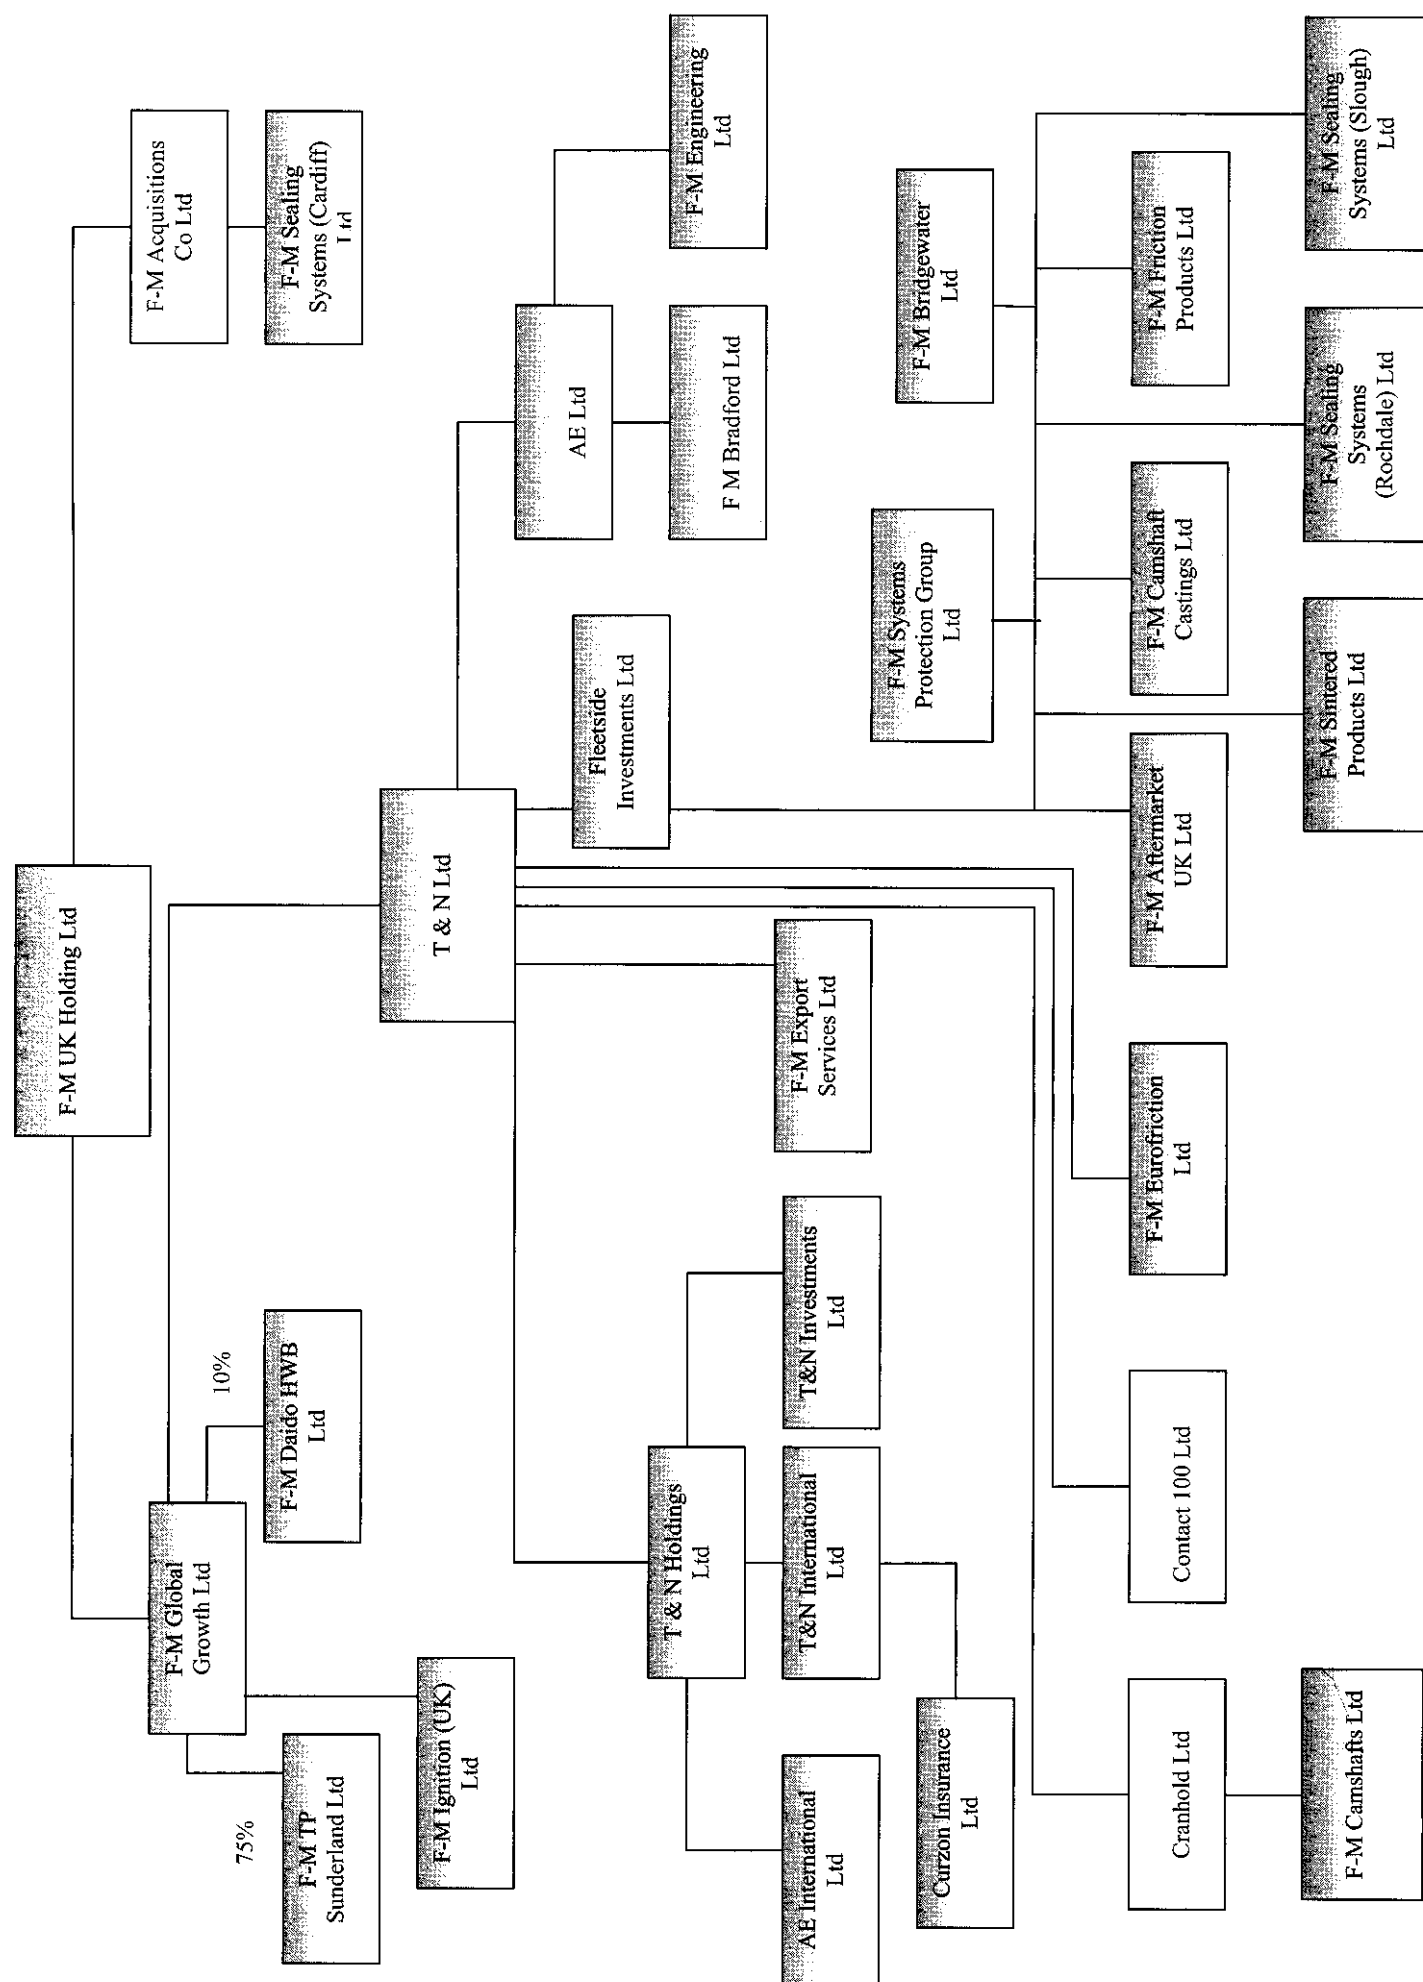 F-M UK Holding Ltd
F-M Acquisitions
Co Ltd
F-M Global
Growth Ltd
F-M Sealing
Systems (Cardiff)
Ltd
10%
F-M Daido HWB
Ltd
75%
F-M TP
Sunderland Ltd
F-M Ignition (UK)
Ltd
T & N Ltd
AE Ltd
Fleetside
Investments Ltd
F-M Engineering
Ltd
F M Bradford Ltd
T & N Holdings
Ltd
F-M Export
Services Ltd
AE International
Ltd
T&N International
Ltd
T&N Investments
Ltd
F-M Systems
Protection Group
Ltd
F-M Bridgewater
Ltd
Curzon Insurance
Ltd
Cranhold Ltd
Contact 100 Ltd
F-M Eurofriction
Ltd
F-M Aftermarket
UK Ltd
F-M Camshaft
Castings Ltd
F-M Friction
Products Ltd
F-M Camshafts Ltd
F-M Sintered
Products Ltd
F-M Sealing
Systems
(Rochdale) Ltd
F-M Sealing
Systems (Slough)
Ltd